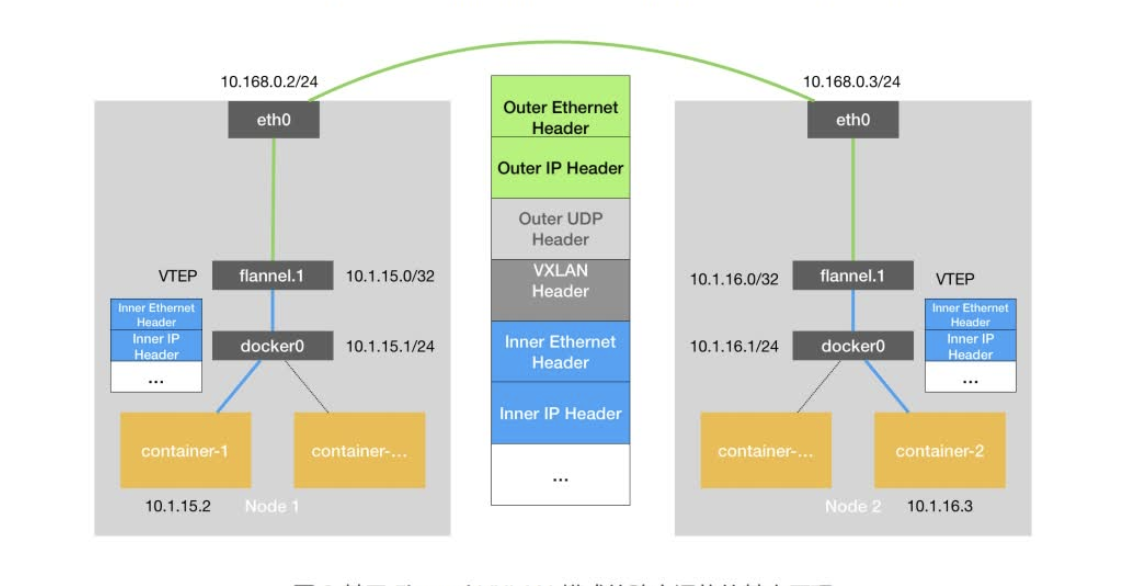 10.168.0.2/24
eth0
VTEP
flannel.1
10.1.15.0/32
Inner Ethernet
Header
Inner IP
Header
...
docker0
10.1.15.1/24
container-1
container-...
10.1.15.2
Node 1
Outer Ethernet
Header
Outer IP Header
Outer UDP
Header
VXLAN
Header
Inner Ethernet
Header
Inner IP Header
...
10.168.0.3/24
eth0
10.1.16.0/32
flannel.1
VTEP
10.1.16.1/24
docker0
Inner Ethernet
Header
Inner IP
Header
...
container-...
container-2
Node 2
10.1.16.3